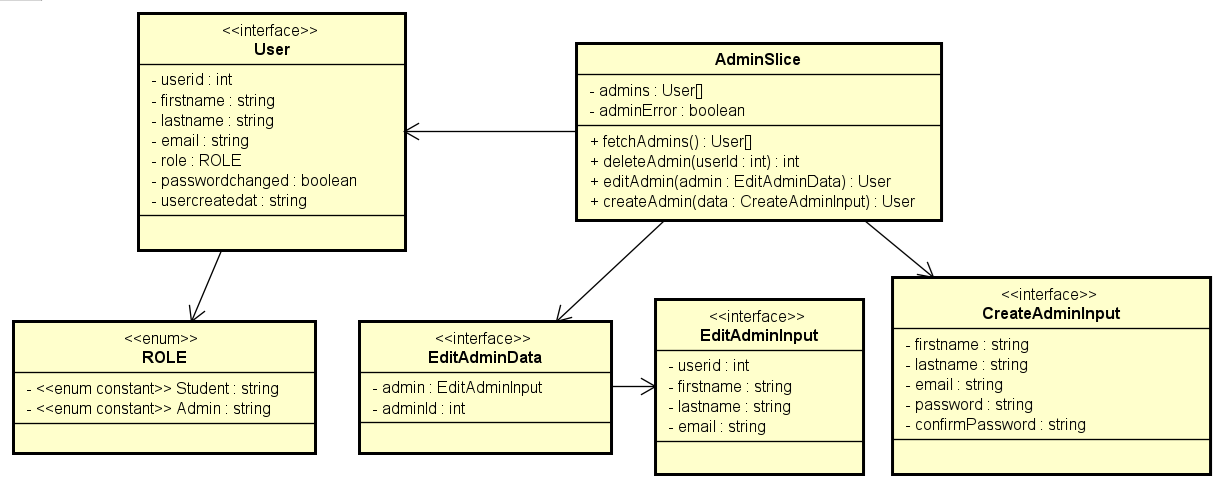 <<interface>>
User
- userid : int
- firstname : string
- lastname : string
- email : string
- role : ROLE
- passwordchanged : boolean
- usercreatedat : string
AdminSlice
- admins : User[]
- adminError : boolean
+ fetchAdmins() : User[]
+ deleteAdmin(userId : int) : int
+ editAdmin(admin : EditAdminData) : User
+ createAdmin(data : CreateAdminInput) : User
<<enum>>
ROLE
- <<enum constant>> Student : string
- <<enum constant>> Admin : string
<<interface>>
EditAdminData
- admin : EditAdminInput
- adminId : int
<<interface>>
EditAdminInput
- userid : int
- firstname : string
- lastname : string
- email : string
<<interface>>
CreateAdminInput
- firstname : string
- lastname : string
- email : string
- password : string
- confirmPassword : string